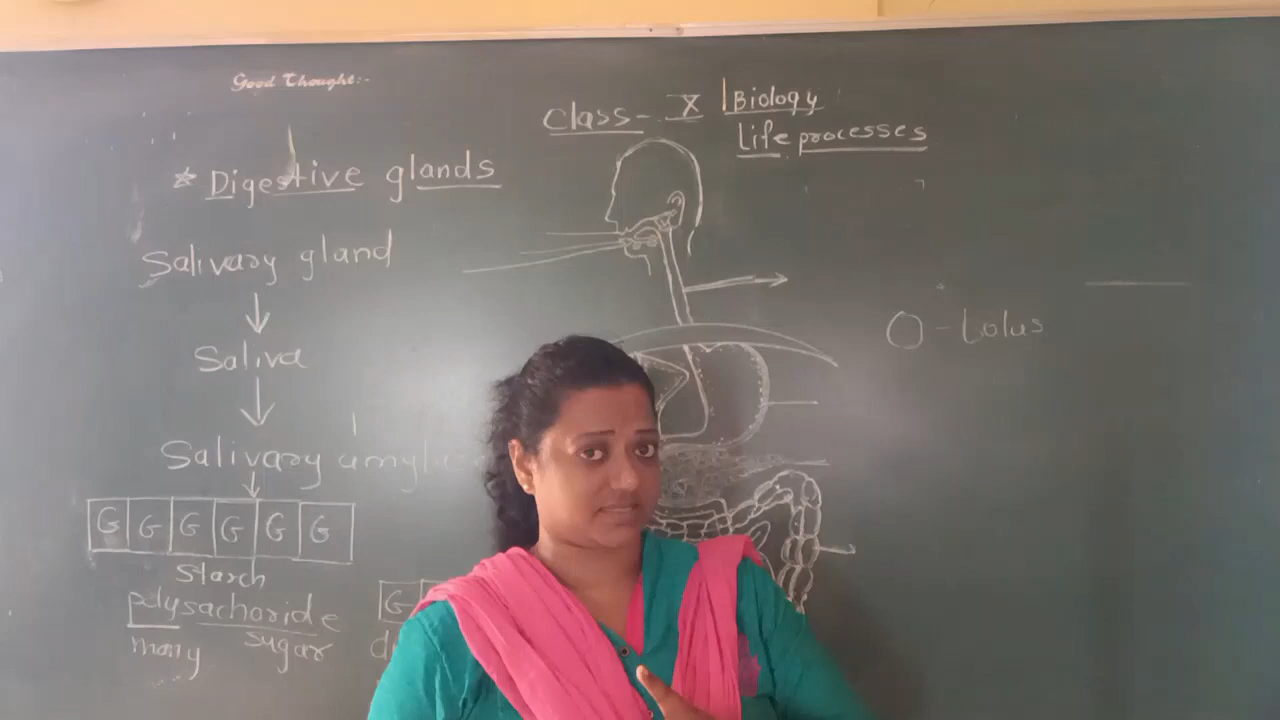 Good Thought:-
Class- X Biology
Life processes
* Digestive glands
Salivary gland
O - bolus
Saliva
Salivary
G G G G G G
Starch
G
polysacharide
many sugar